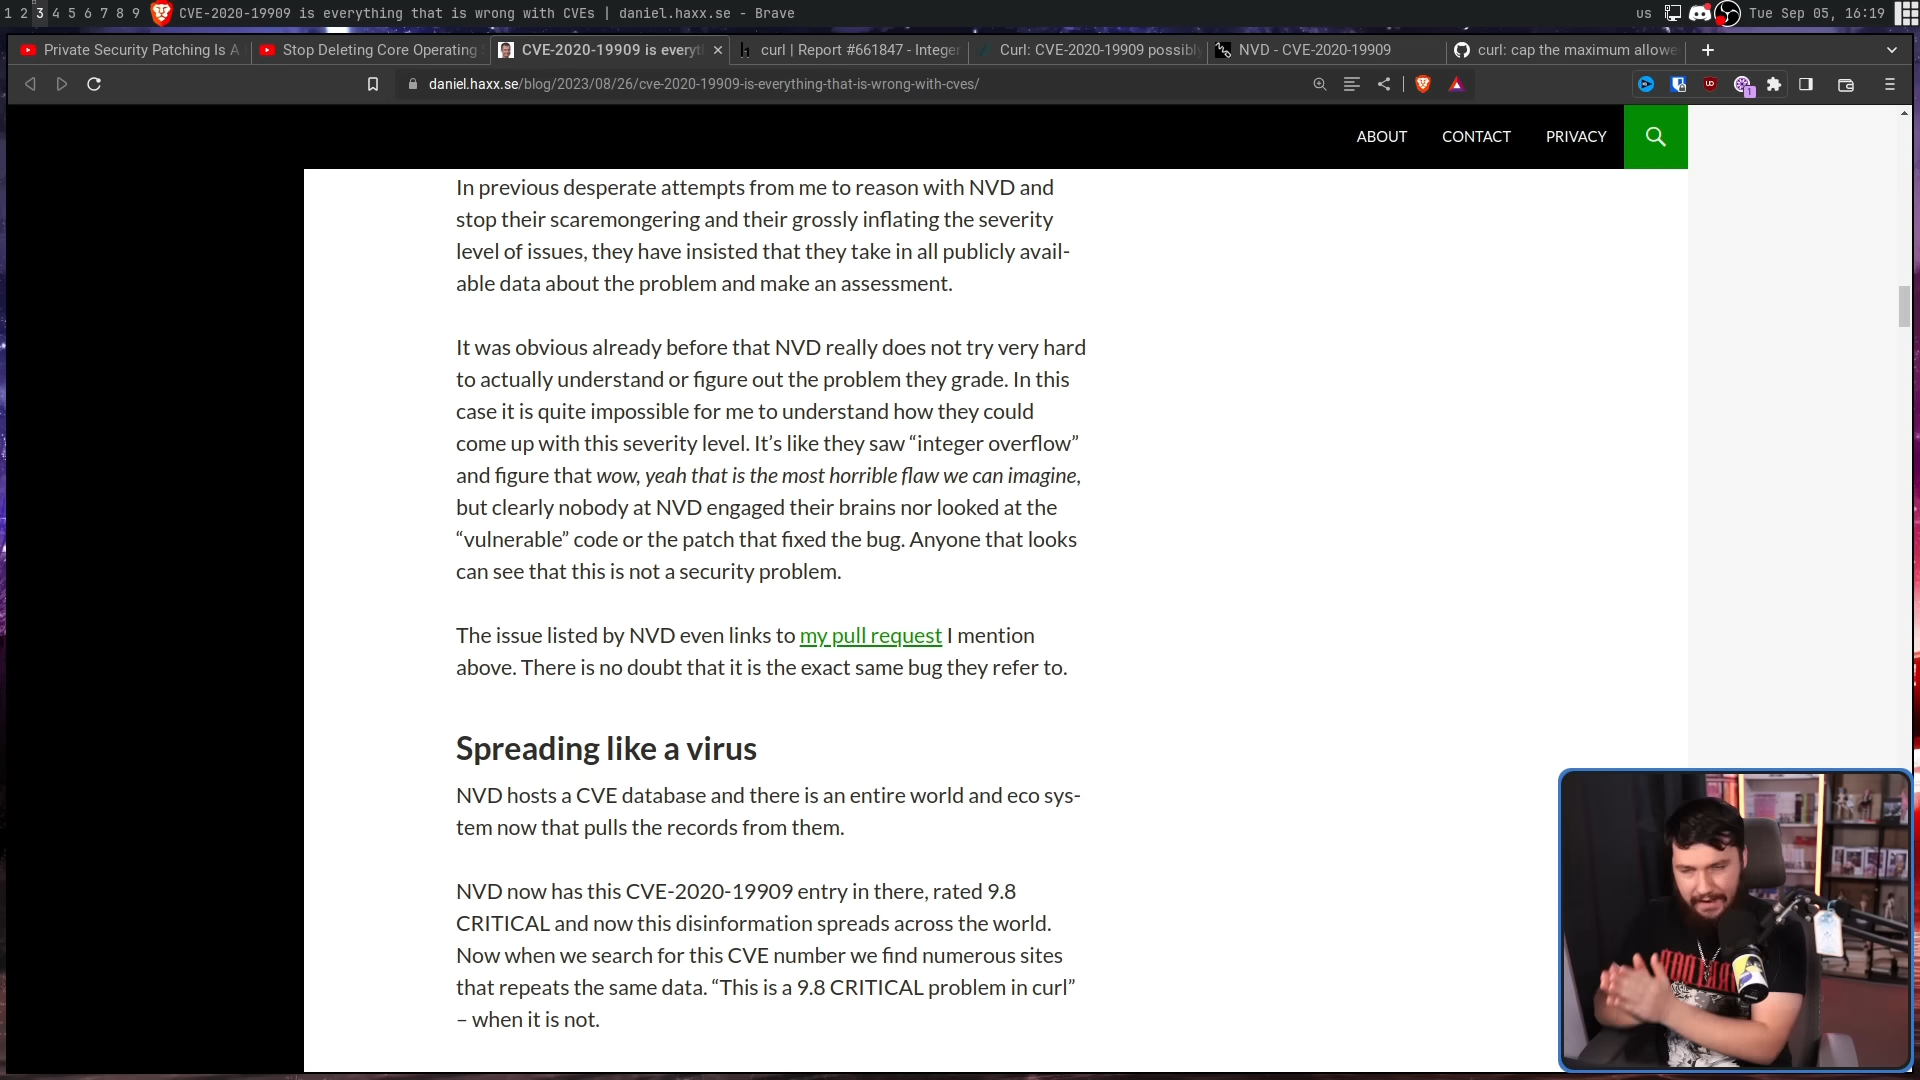 1 2 3 4 5 6 7 8 9 CVE-2020-19909 is everything that is wrong with CVEs | daniel.haxx.se - Brave
us Tue Sep 05, 16:19
Private Security Patching Is A
Stop Deleting Core Operating
CVE-2020-19909 is everyt
curl | Report #661847 - Integer
Curl: CVE-2020-19909 possibl
NVD - CVE-2020-19909
curl: cap the maximum allowe
daniel.haxx.se/blog/2023/08/26/cve-2020-19909-is-everything-that-is-wrong-with-cves/
1
ABOUT CONTACT PRIVACY
In previous desperate attempts from me to reason with NVD and
stop their scaremongering and their grossly inflating the severity
level of issues, they have insisted that they take in all publicly avail-
able data about the problem and make an assessment.
It was obvious already before that NVD really does not try very hard
to actually understand or figure out the problem they grade. In this
case it is quite impossible for me to understand how they could
come up with this severity level. It's like they saw “integer overflow”
and figure that wow, yeah that is the most horrible flaw we can imagine,
but clearly nobody at NVD engaged their brains nor looked at the
“vulnerable” code or the patch that fixed the bug. Anyone that looks
can see that this is not a security problem.
The issue listed by NVD even links to my pull request I mention
above. There is no doubt that it is the exact same bug they refer to.
Spreading like a virus
NVD hosts a CVE database and there is an entire world and eco sys-
tem now that pulls the records from them.
NVD now has this CVE-2020-19909 entry in there, rated 9.8
CRITICAL and now this disinformation spreads across the world.
Now when we search for this CVE number we find numerous sites
that repeats the same data. “This is a 9.8 CRITICAL problem in curl”
– when it is not.